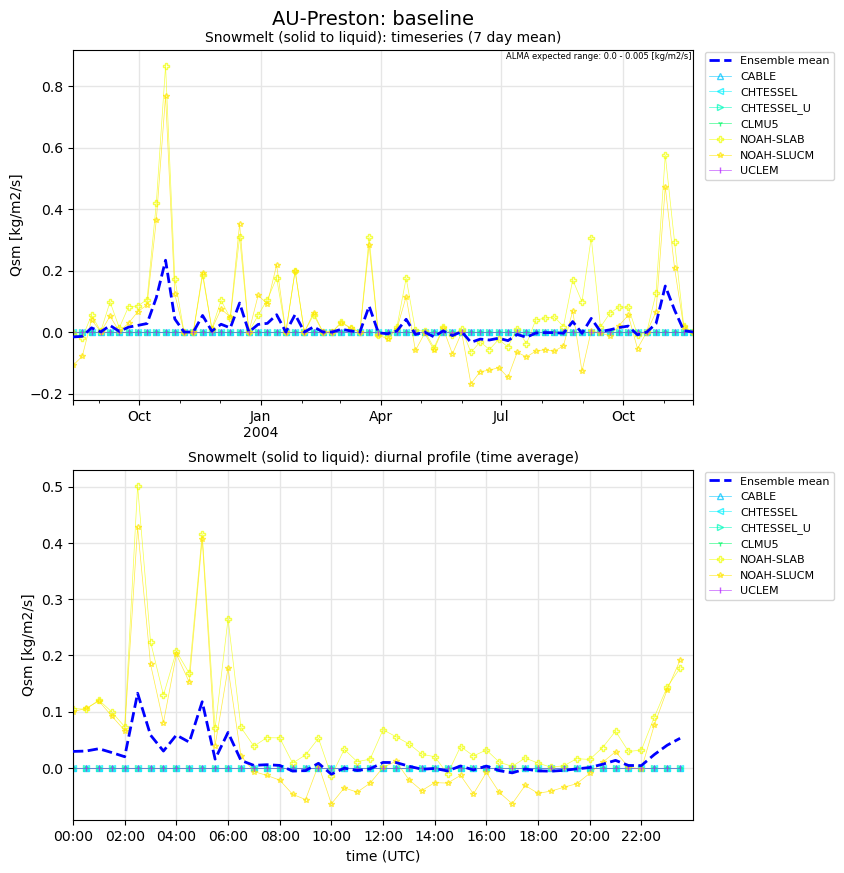 AU-Preston: baseline
Snowmelt (solid to liquid): timeseries (7 day mean)
ALMA expected range: 0.0 - 0.005 [kg/m2/s]
Qsm [kg/m2/s]
0.8
0.6
0.4
0.2
0.0
−0.2
Oct
Jan
2004
Apr
Jul
Oct
Ensemble mean
CABLE
CHTESSEL
CHTESSEL_U
CLMU5
NOAH-SLAB
NOAH-SLUCM
UCLEM
Snowmelt (solid to liquid): diurnal profile (time average)
Qsm [kg/m2/s]
0.5
0.4
0.3
0.2
0.1
0.0
00:00
02:00
04:00
06:00
08:00
10:00
12:00
14:00
16:00
18:00
20:00
22:00
time (UTC)
Ensemble mean
CABLE
CHTESSEL
CHTESSEL_U
CLMU5
NOAH-SLAB
NOAH-SLUCM
UCLEM